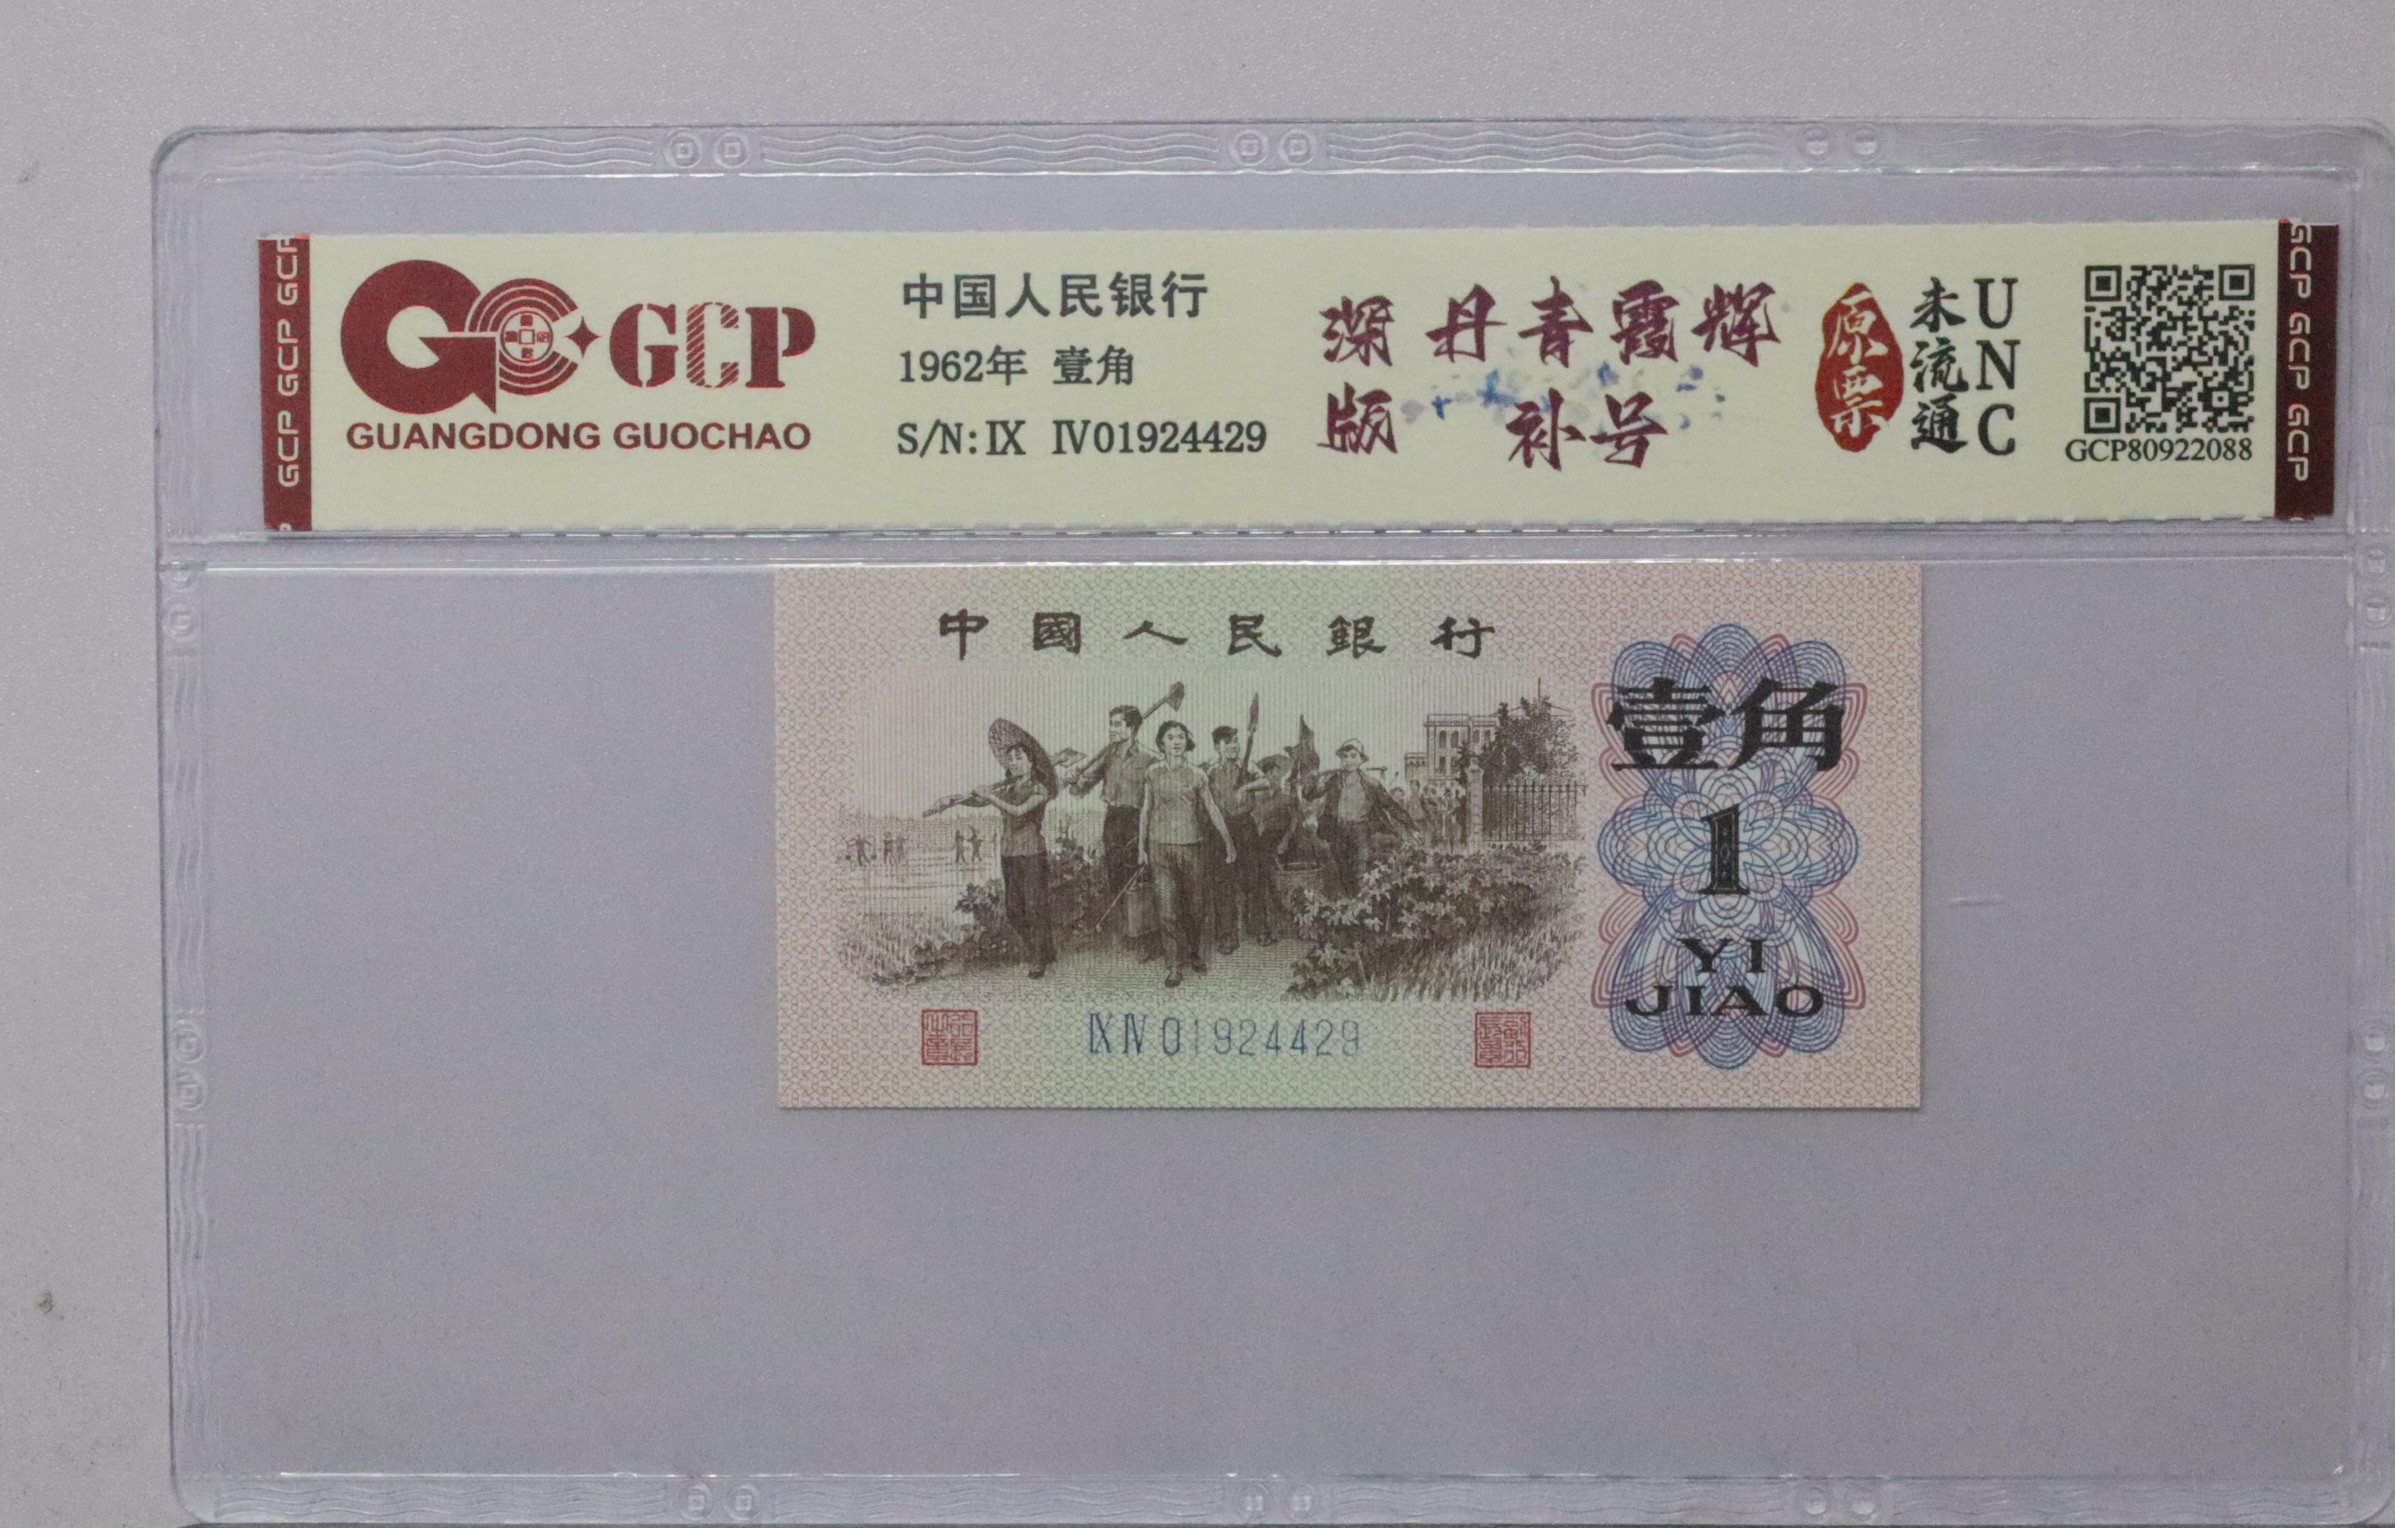 GCP GCP GCP
GCP
GUANGDONG GUOCHAO
中国人民银行
1962年 壹角
S/N:IX IV01924429
深版
丹青霞辉
补号
原票
未流通
UNC
GCP80922088
GCP GCP GCP
中國人民銀行
壹角
1
YI
JIAO
IX IV 01924429